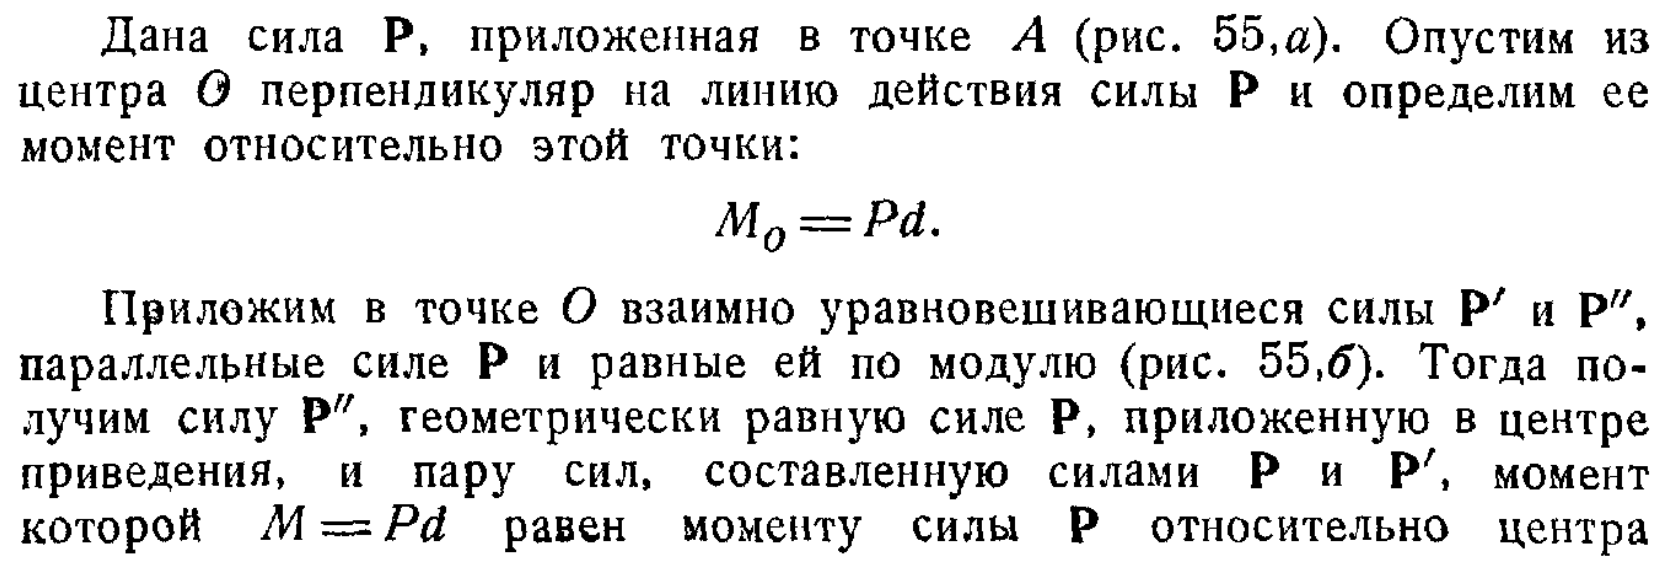 Дана сила P, приложенная в точке A (рис. 55,а). Опустим из
центра O перпендикуляр на линию действия силы P и определим ее
момент относительно этой точки:
M_O = Pd.
Приложим в точке O взаимно уравновешивающиеся силы P′ и P″,
параллельные силе P и равные ей по модулю (рис. 55,б). Тогда по-
лучим силу P″, геометрически равную силе P, приложенную в центре
приведения, и пару сил, составленную силами P и P′, момент
которой M = Pd равен моменту силы P относительно центра